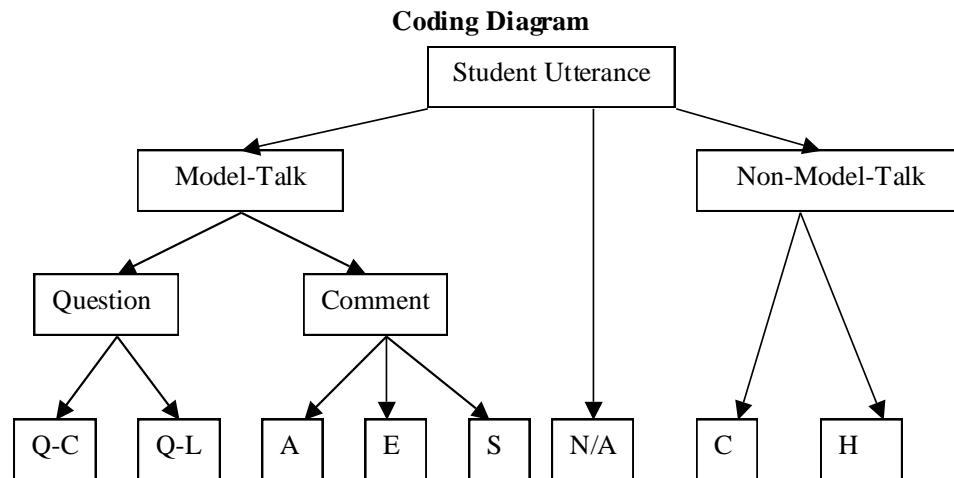 Coding Diagram
Student Utterance
Model-Talk
Non-Model-Talk
Question
Comment
Q-C
Q-L
A
E
S
N/A
C
H